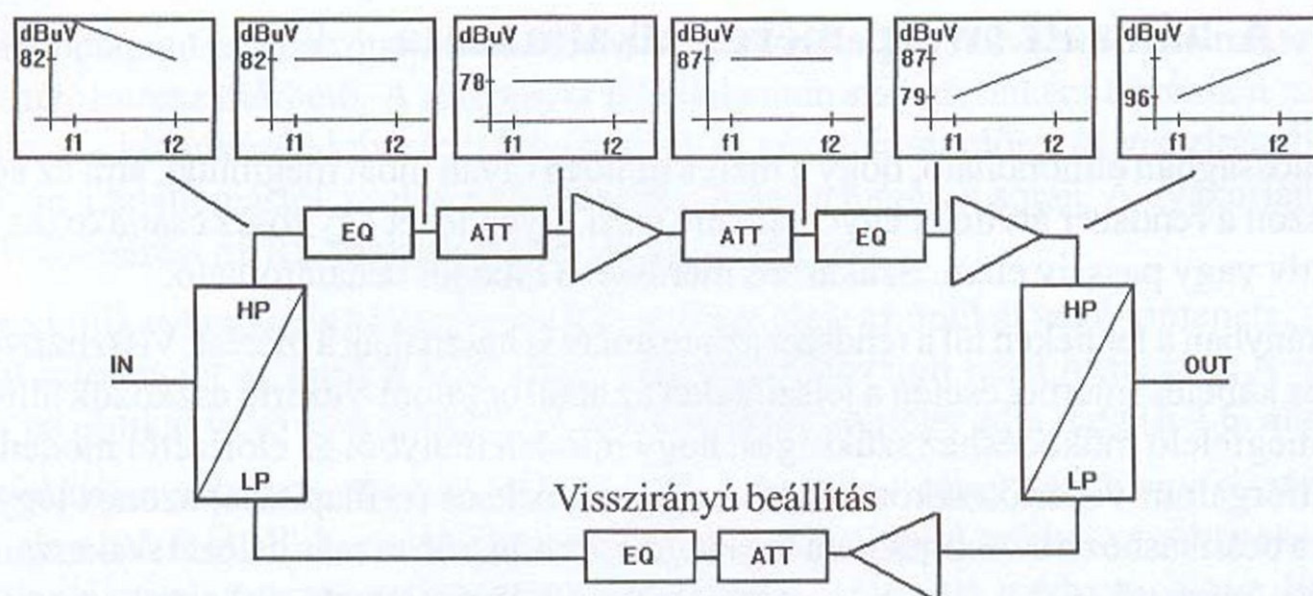 dBuV dBuV dBuV dBuV dBuV dBuV
82 82 78 87 87 96
79
f1 f2 f1 f2 f1 f2 f1 f2 f1 f2 f1 f2
EQ ATT ATT EQ
HP HP
IN OUT
LP LP
Visszirányú beállítás
EQ ATT